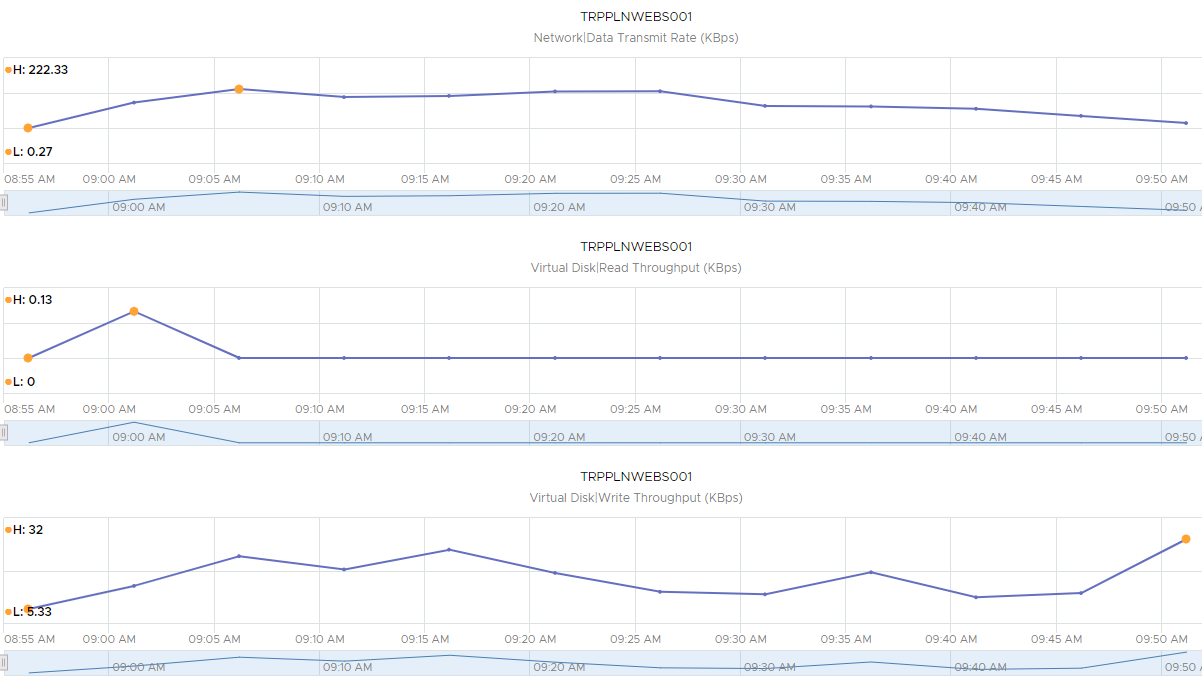 TRPPLNWEBS001
Network|Data Transmit Rate (KBps)
H: 222.33
L: 0.27
08:55 AM 09:00 AM 09:05 AM 09:10 AM 09:15 AM 09:20 AM 09:25 AM 09:30 AM 09:35 AM 09:40 AM 09:45 AM 09:50 AM
09:00 AM 09:10 AM 09:20 AM 09:30 AM 09:40 AM 09:50 A
TRPPLNWEBS001
Virtual Disk|Read Throughput (KBps)
H: 0.13
L: 0
08:55 AM 09:00 AM 09:05 AM 09:10 AM 09:15 AM 09:20 AM 09:25 AM 09:30 AM 09:35 AM 09:40 AM 09:45 AM 09:50 AM
09:00 AM 09:10 AM 09:20 AM 09:30 AM 09:40 AM 09:50 A
TRPPLNWEBS001
Virtual Disk|Write Throughput (KBps)
H: 32
L: 5.33
08:55 AM 09:00 AM 09:05 AM 09:10 AM 09:15 AM 09:20 AM 09:25 AM 09:30 AM 09:35 AM 09:40 AM 09:45 AM 09:50 AM
09:00 AM 09:10 AM 09:20 AM 09:30 AM 09:40 AM 09:50 A